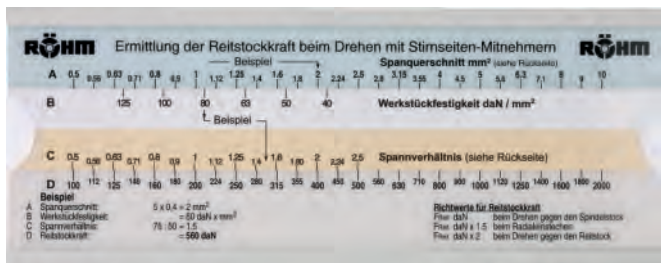 RÖHM Ermittlung der Reitstockkraft beim Drehen mit Stirnseiten-Mitnehmern RÖHM
Beispiel Spanquerschnitt mm² (siehe Rückseite)
A 0.5 0.56 0.63 0.71 0.8 0.9 1 1.12 1.25 1.4 1.6 1.8 2 2.24 2.5 2.8 3.15 3.55 4 4.5 5 5.6 6.3 7.1 8 9 10
B 125 100 80 63 50 40 Werkstückfestigkeit daN / mm²
Beispiel
C 0.5 0.56 0.63 0.71 0.8 0.9 1 1.12 1.25 1.4 1.6 1.80 2 2.24 2.5 Spannverhältnis (siehe Rückseite)
D 100 112 125 140 160 180 200 224 250 280 315 355 400 450 500 560 630 710 800 900 1000 1120 1250 1400 1600 1800 2000
Beispiel
A Spanquerschnitt: 5 x 0,4 = 2 mm²
B Werkstückfestigkeit: = 80 daN x mm²
C Spannverhältnis: 75 : 50 = 1.5
D Reitstockkraft: = 560 daN
Richtwerte für Reitstockkraft
daN beim Drehen gegen den Spindelstock
daN x 1.5 beim Radialeinstechen
daN x 2 beim Drehen gegen den Reitstock